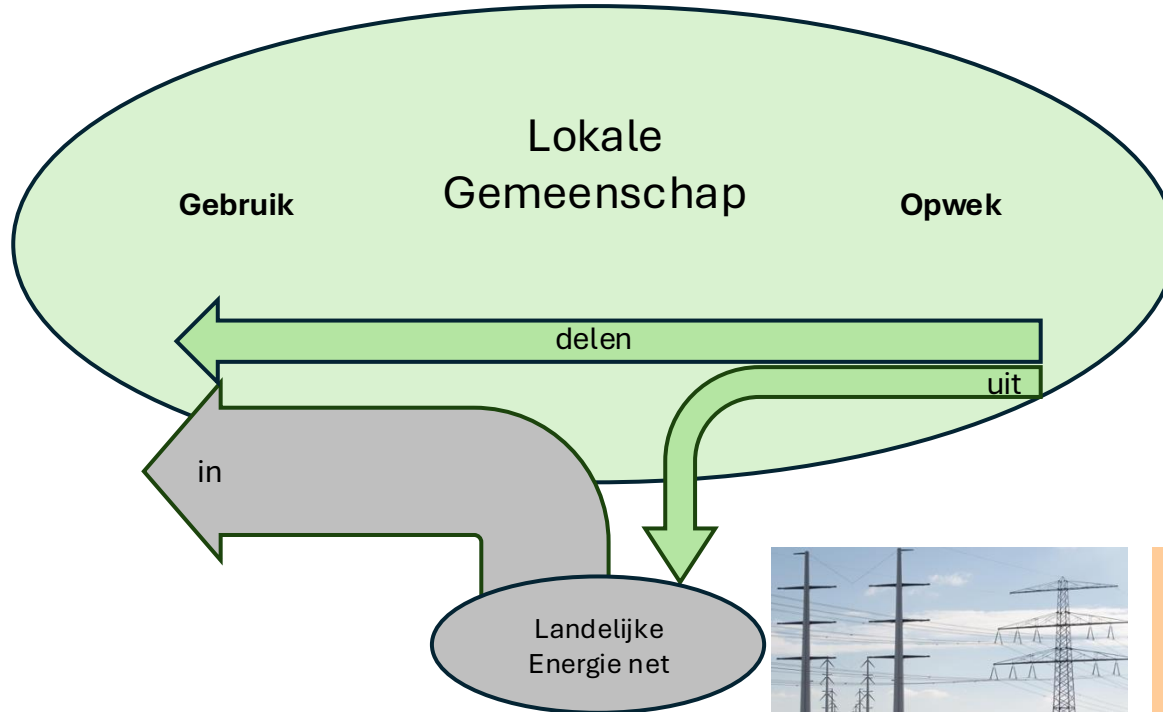 Lokale
Gemeenschap
Gebruik
Opwek
delen
uit
in
Landelijke
Energie net